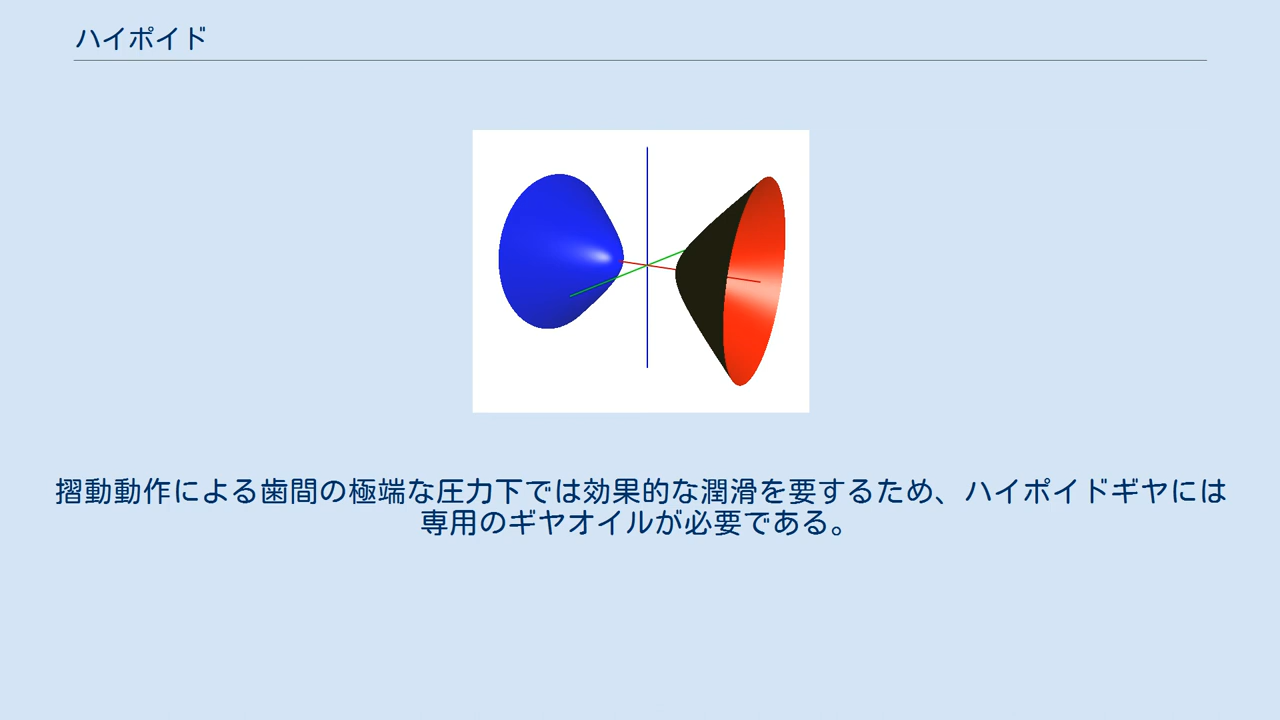 ハイポイド
摺動動作による歯間の極端な圧力下では効果的な潤滑を要するため、ハイポイドギヤには
専用のギヤオイルが必要である。